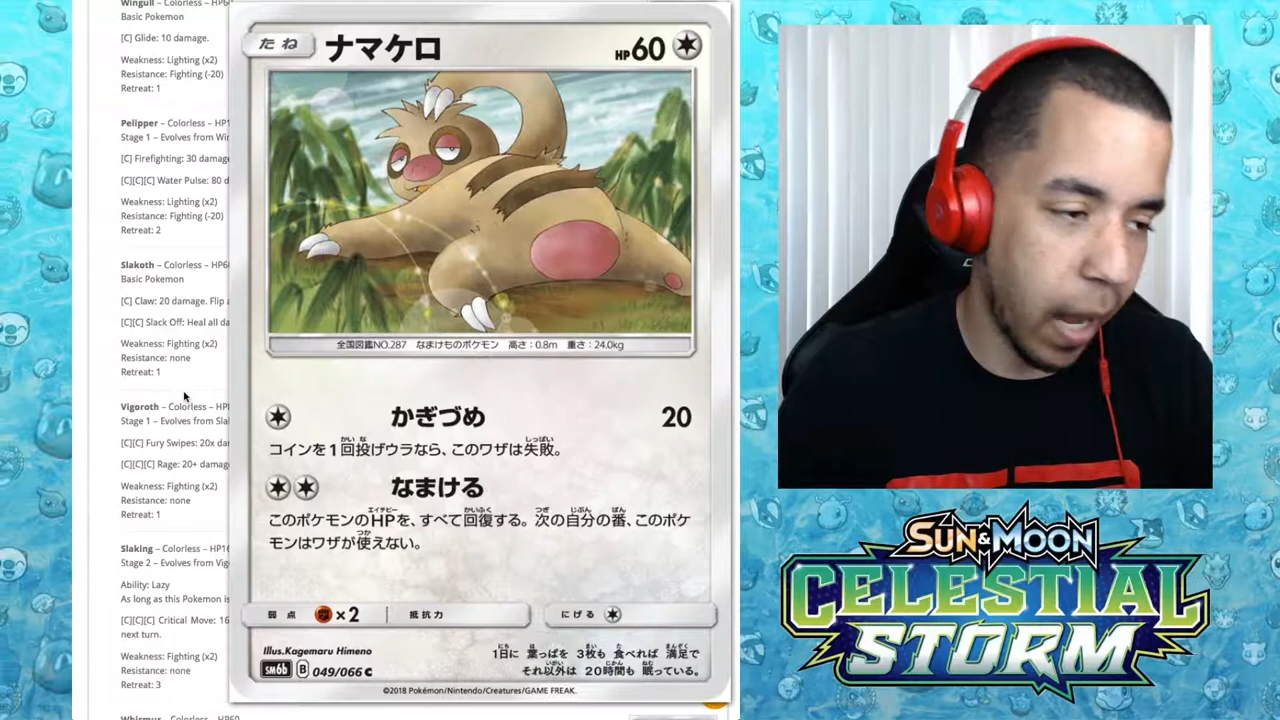 Wingull – Colorless – HP6
Basic Pokemon
[C] Glide: 10 damage.
Weakness: Lighting (x2)
Resistance: Fighting (-20)
Retreat: 1
Pelipper – Colorless – HP1
Stage 1 – Evolves from Win
[C] Firefighting: 30 damage
[C][C][C] Water Pulse: 80 d
Weakness: Lighting (x2)
Resistance: Fighting (-20)
Retreat: 2
Slakoth – Colorless – HP6
Basic Pokemon
[C] Claw: 20 damage. Flip a
[C][C] Slack Off: Heal all da
Weakness: Fighting (x2)
Resistance: none
Retreat: 1
Vigoroth – Colorless – HP
Stage 1 – Evolves from Sla
[C][C] Fury Swipes: 20x da
[C][C][C] Rage: 20+ damag
Weakness: Fighting (x2)
Resistance: none
Retreat: 1
Slaking – Colorless – HP16
Stage 2 – Evolves from Vig
Ability: Lazy
As long as this Pokemon is
[C][C][C] Critical Move: 16
next turn.
Weakness: Fighting (x2)
Resistance: none
Retreat: 3
Whismur – Colorless – HP60
たね ナマケロ HP60
全国図鑑NO.287 なまけものポケモン 高さ：0.8m 重さ：24.0kg
かぎづめ 20
コインを1回投げウラなら、このワザは失敗。
なまける
このポケモンのHPを、すべて回復する。次の自分の番、このポケ
モンはワザが使えない。
弱点 ×2 抵抗力 にげる
Illus.Kagemaru Himeno
SM6b B 049/066 C
1日に 葉っぱを 3枚も 食べれば 満足で
それ以外は 20時間も 眠っている。
©2018 Pokémon/Nintendo/Creatures/GAME FREAK.
SUN & MOON
CELESTIAL
STORM